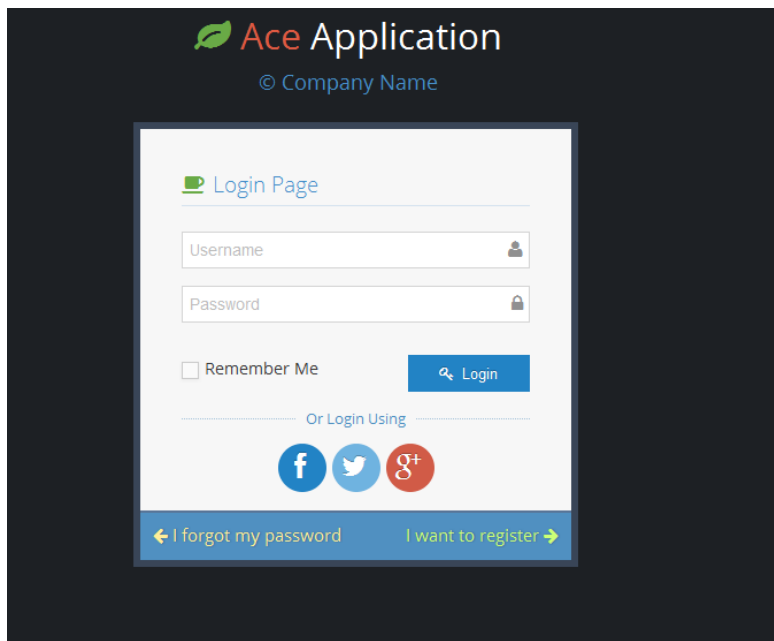 Ace Application
© Company Name
Login Page
Username
Password
Remember Me
Login
Or Login Using
f
g+
I forgot my password
I want to register